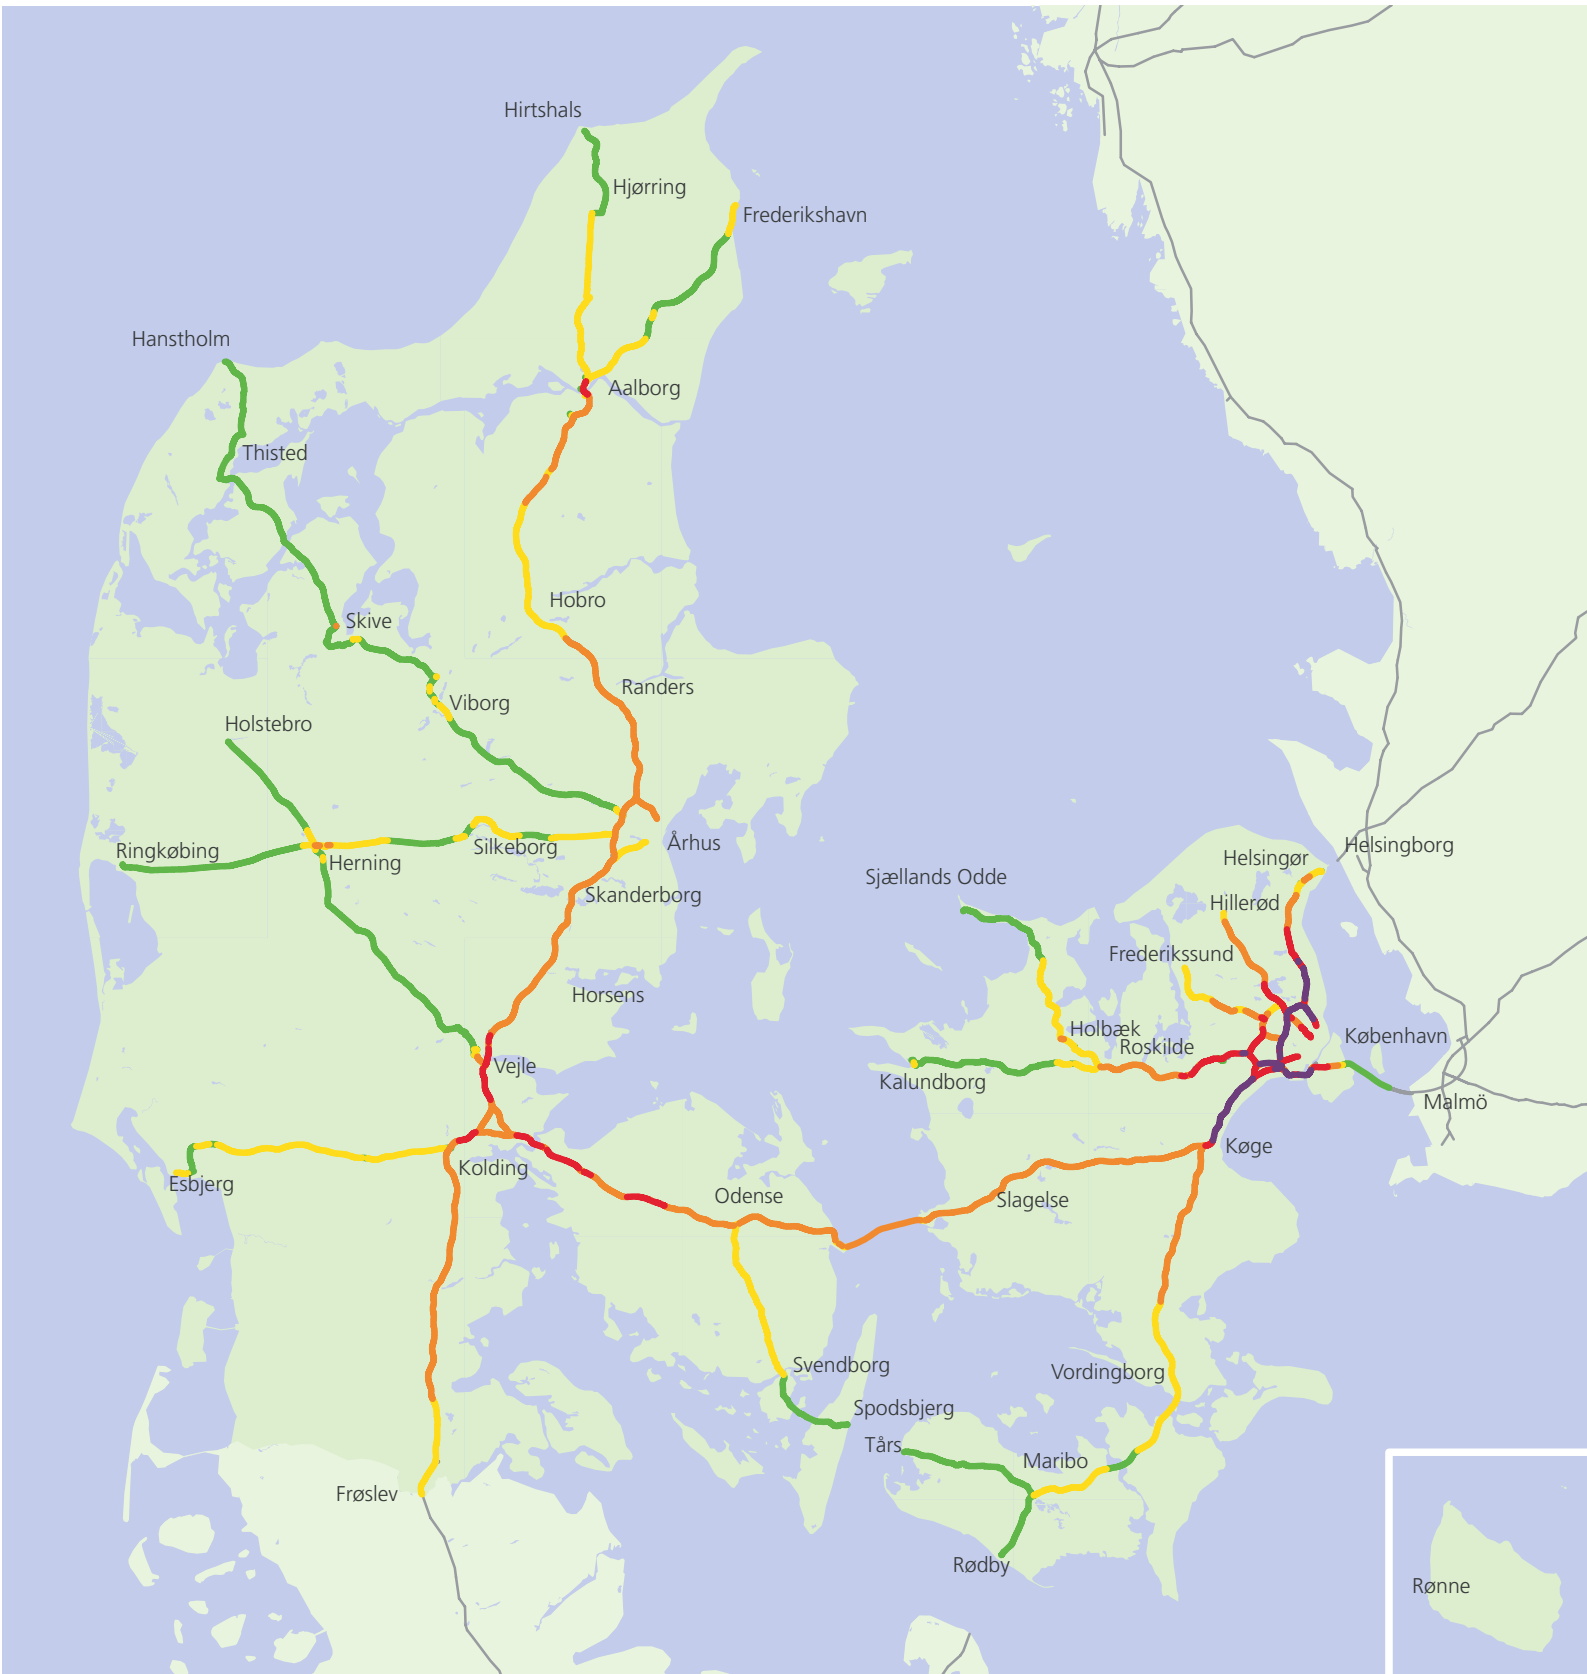 Hirtshals
Hjørring
Frederikshavn
Hanstholm
Aalborg
Thisted
Hobro
Skive
Randers
Viborg
Holstebro
Århus
Helsingborg
Ringkøbing
Silkeborg
Herning
Helsingør
Sjællands Odde
Skanderborg
Hillerød
Frederikssund
Horsens
Holbæk
København
Roskilde
Vejle
Kalundborg
Malmö
Køge
Kolding
Esbjerg
Odense
Slagelse
Svendborg
Vordingborg
Spodsbjerg
Tårs
Maribo
Frøslev
Rødby
Rønne